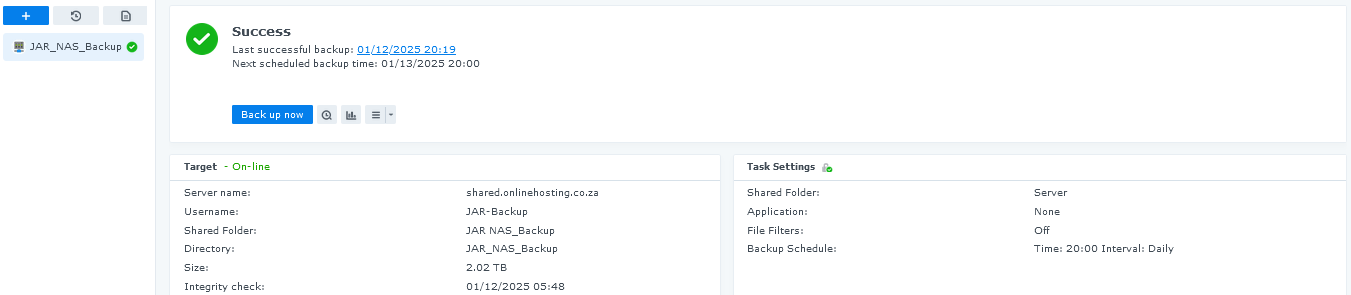 JAR_NAS_Backup
Success
Last successful backup: 01/12/2025 20:19
Next scheduled backup time: 01/13/2025 20:00
Back up now
Target - On-line
Server name: shared.onlinehosting.co.za
Username: JAR-Backup
Shared Folder: JAR NAS_Backup
Directory: JAR_NAS_Backup
Size: 2.02 TB
Integrity check: 01/12/2025 05:48
Task Settings
Shared Folder: Server
Application: None
File Filters: Off
Backup Schedule: Time: 20:00 Interval: Daily